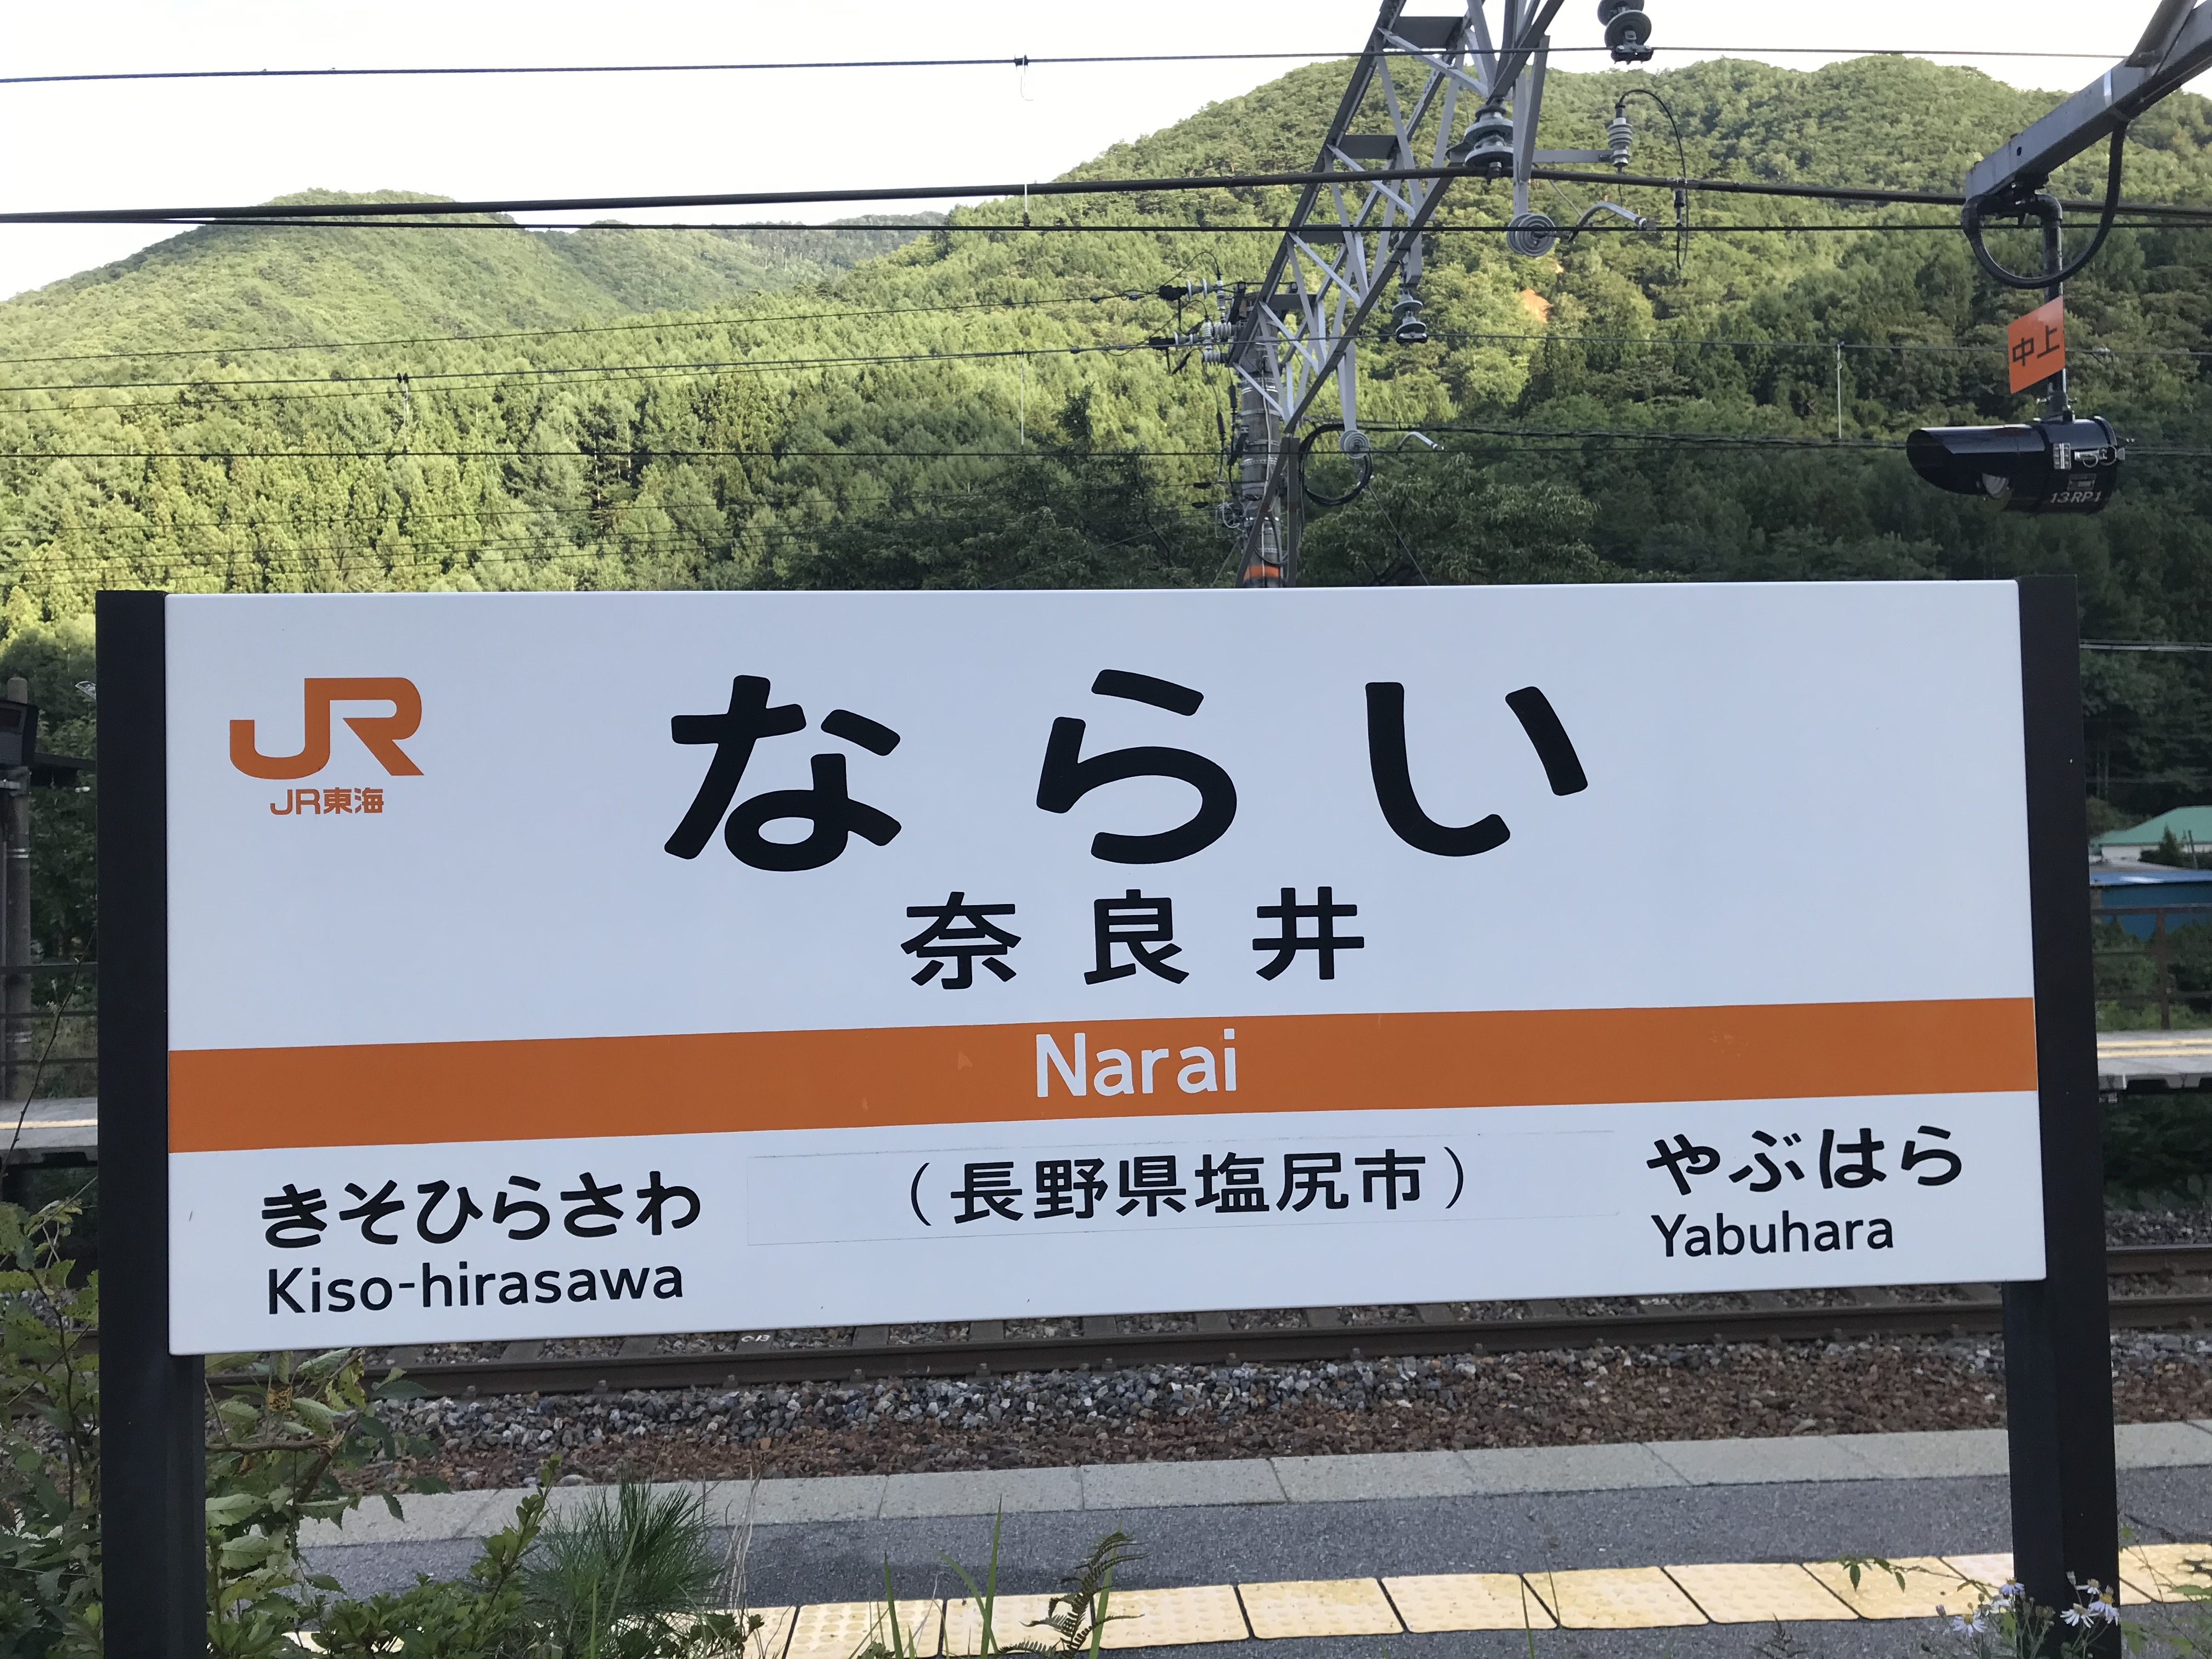 中上
13RP1
JR
JR東海
ならい
奈良井
Narai
きそひらさわ
Kiso-hirasawa
（長野県塩尻市）
やぶはら
Yabuhara